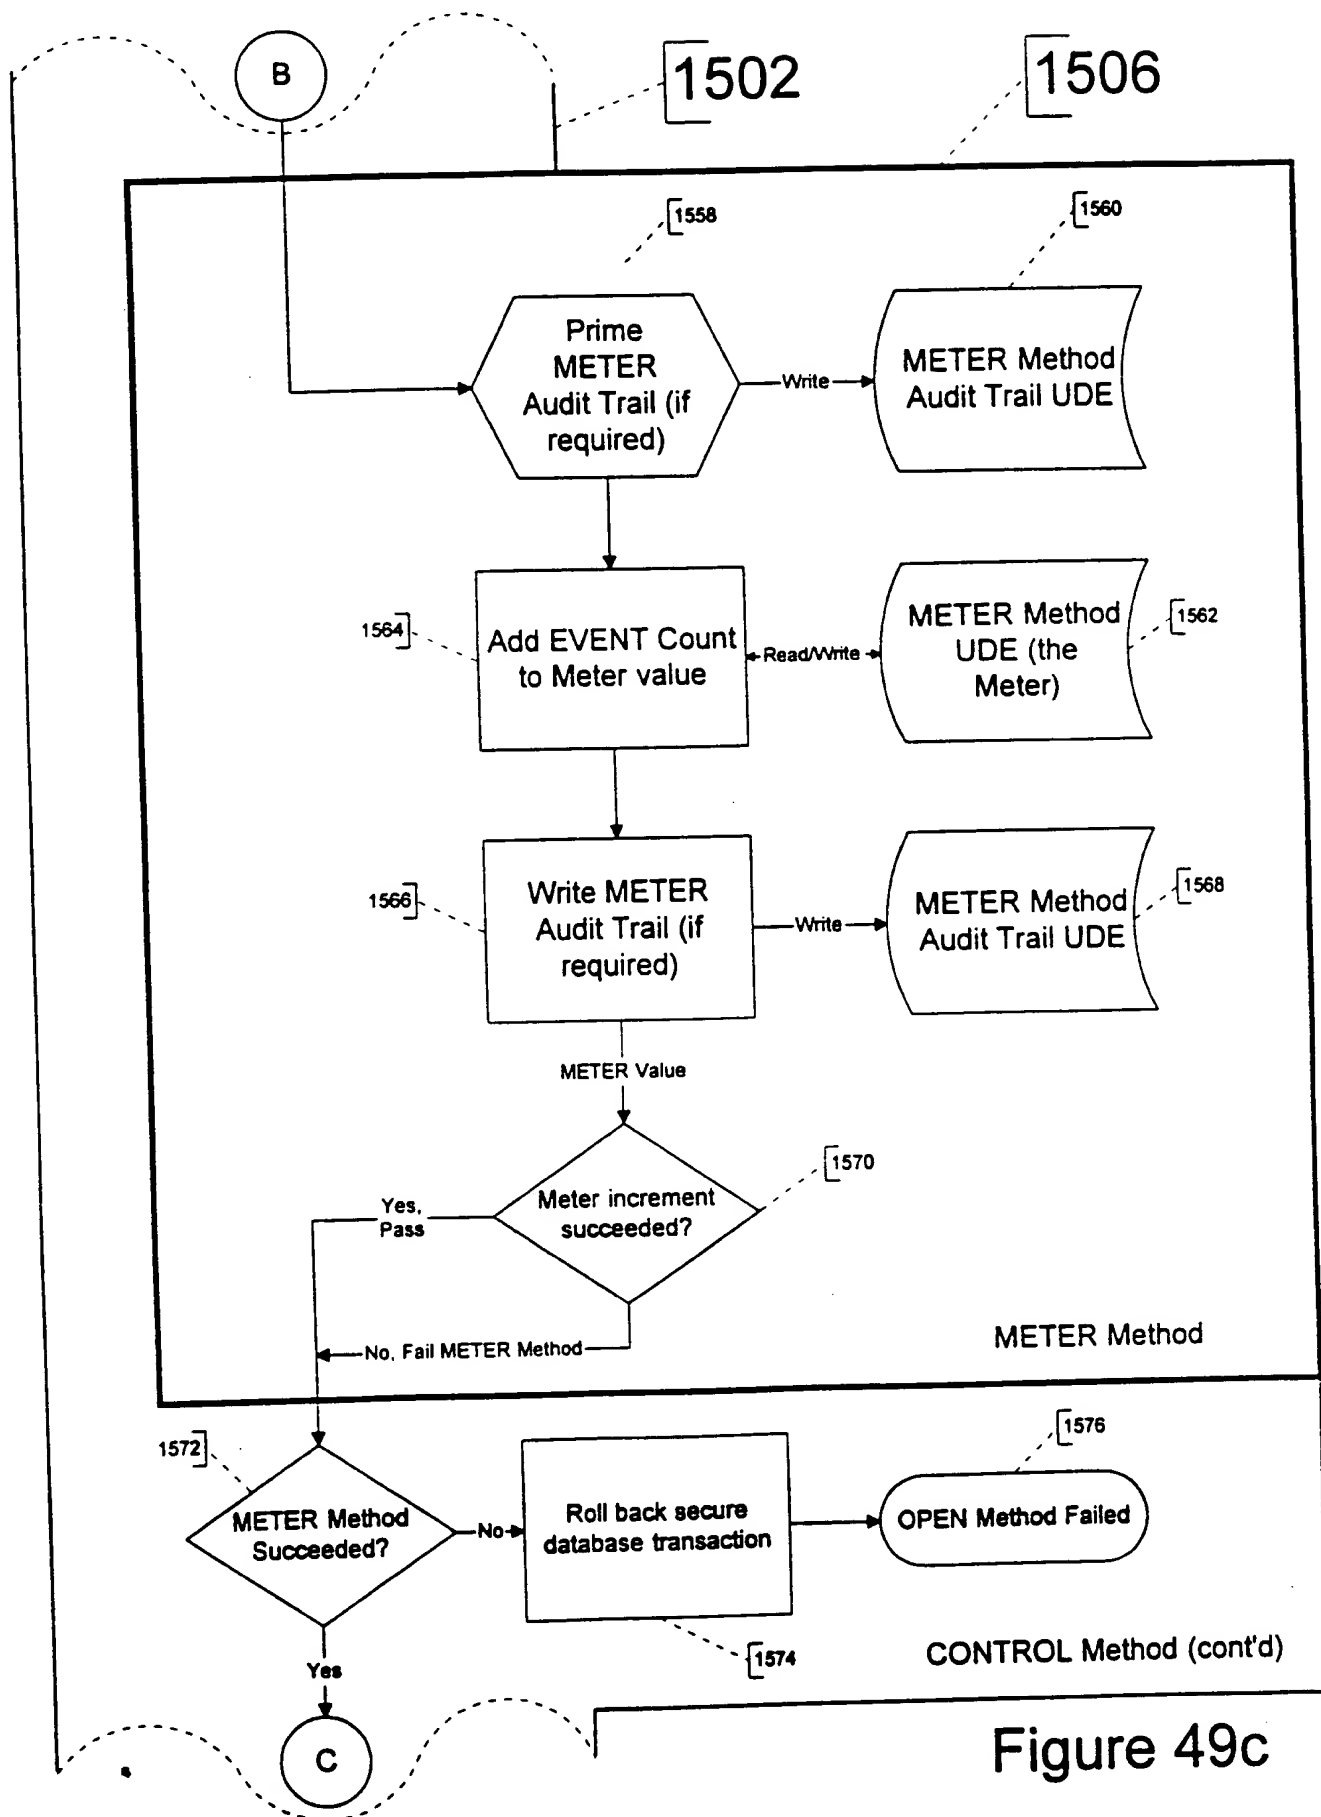 B
1502
1506
1558
1560
Prime
METER
Audit Trail (if
required)
Write
METER Method
Audit Trail UDE
1564
Add EVENT Count
to Meter value
Read/Write
METER Method
UDE (the
Meter)
1562
1566
Write METER
Audit Trail (if
required)
Write
METER Method
Audit Trail UDE
1568
METER Value
1570
Meter increment
succeeded?
Yes,
Pass
No, Fail METER Method
METER Method
1572
METER Method
Succeeded?
No
Roll back secure
database transaction
1576
OPEN Method Failed
1574
CONTROL Method (cont'd)
Yes
C
Figure 49c